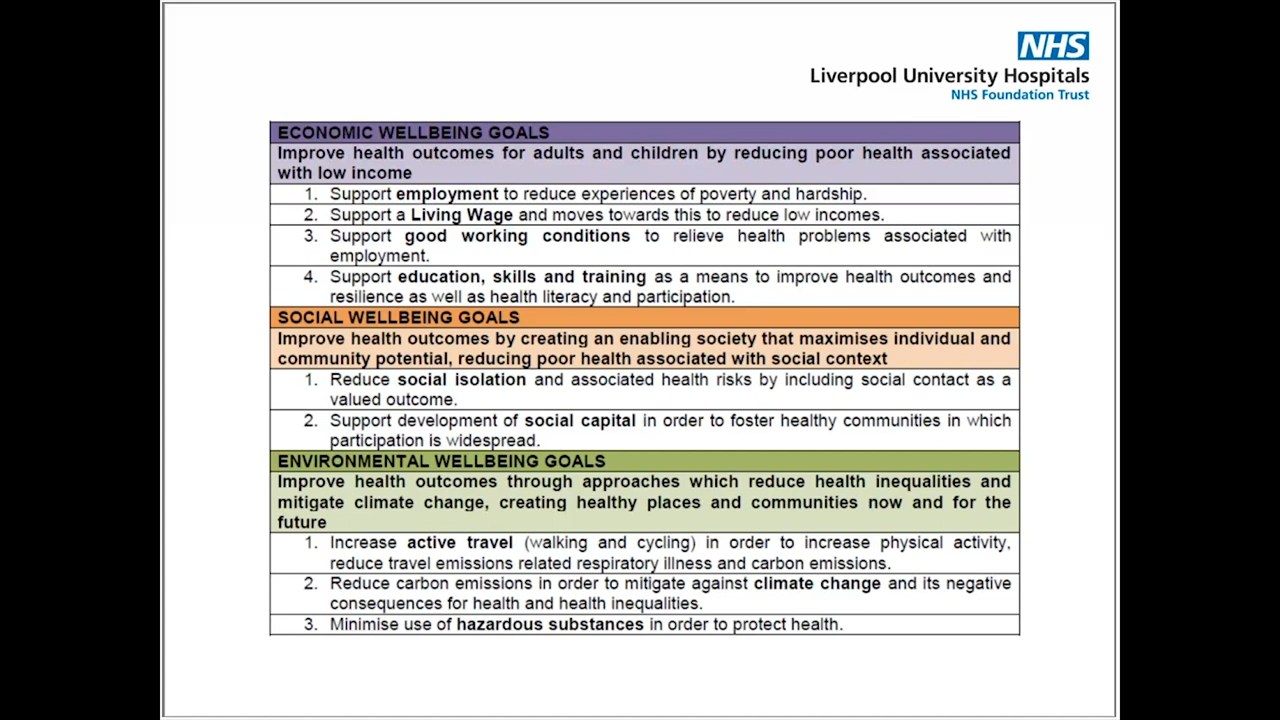 NHS
Liverpool University Hospitals
NHS Foundation Trust
ECONOMIC WELLBEING GOALS
Improve health outcomes for adults and children by reducing poor health associated
with low income
1. Support employment to reduce experiences of poverty and hardship.
2. Support a Living Wage and moves towards this to reduce low incomes.
3. Support good working conditions to relieve health problems associated with
employment.
4. Support education, skills and training as a means to improve health outcomes and
resilience as well as health literacy and participation.
SOCIAL WELLBEING GOALS
Improve health outcomes by creating an enabling society that maximises individual and
community potential, reducing poor health associated with social context
1. Reduce social isolation and associated health risks by including social contact as a
valued outcome.
2. Support development of social capital in order to foster healthy communities in which
participation is widespread.
ENVIRONMENTAL WELLBEING GOALS
Improve health outcomes through approaches which reduce health inequalities and
mitigate climate change, creating healthy places and communities now and for the
future
1. Increase active travel (walking and cycling) in order to increase physical activity,
reduce travel emissions related respiratory illness and carbon emissions.
2. Reduce carbon emissions in order to mitigate against climate change and its negative
consequences for health and health inequalities.
3. Minimise use of hazardous substances in order to protect health.